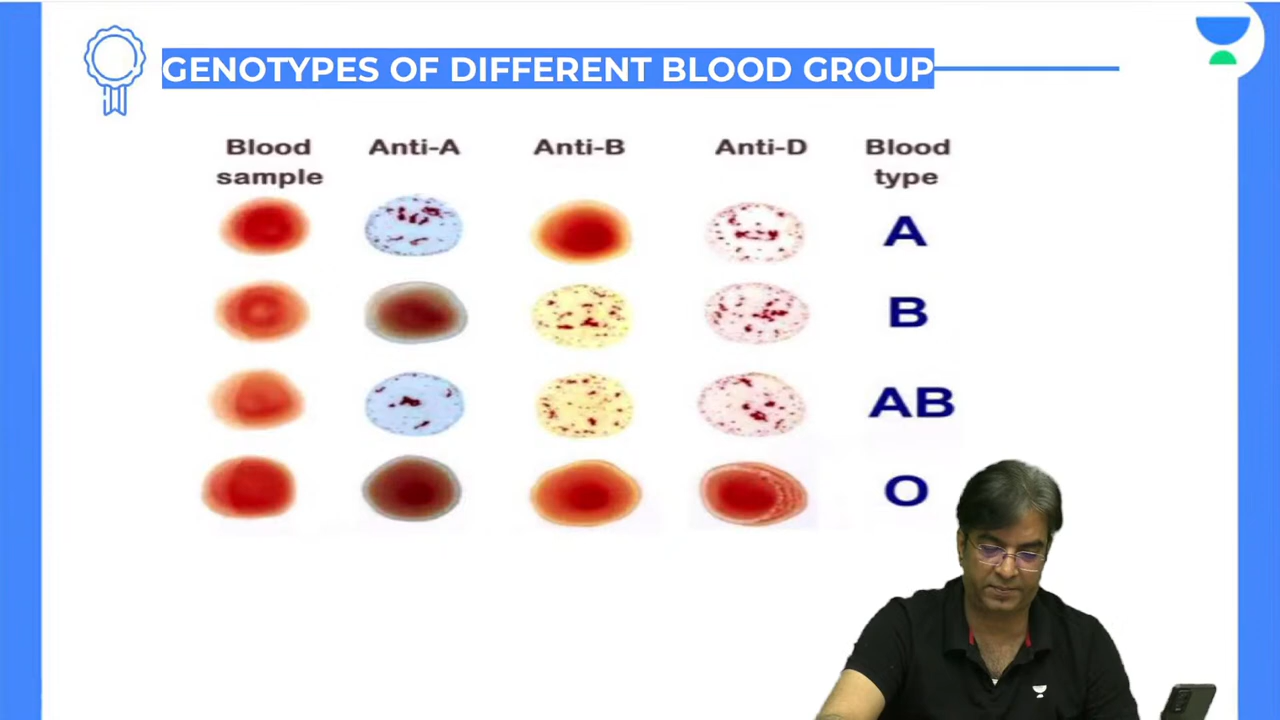 GENOTYPES OF DIFFERENT BLOOD GROUP
Blood sample Anti-A Anti-B Anti-D Blood type
A
B
AB
O